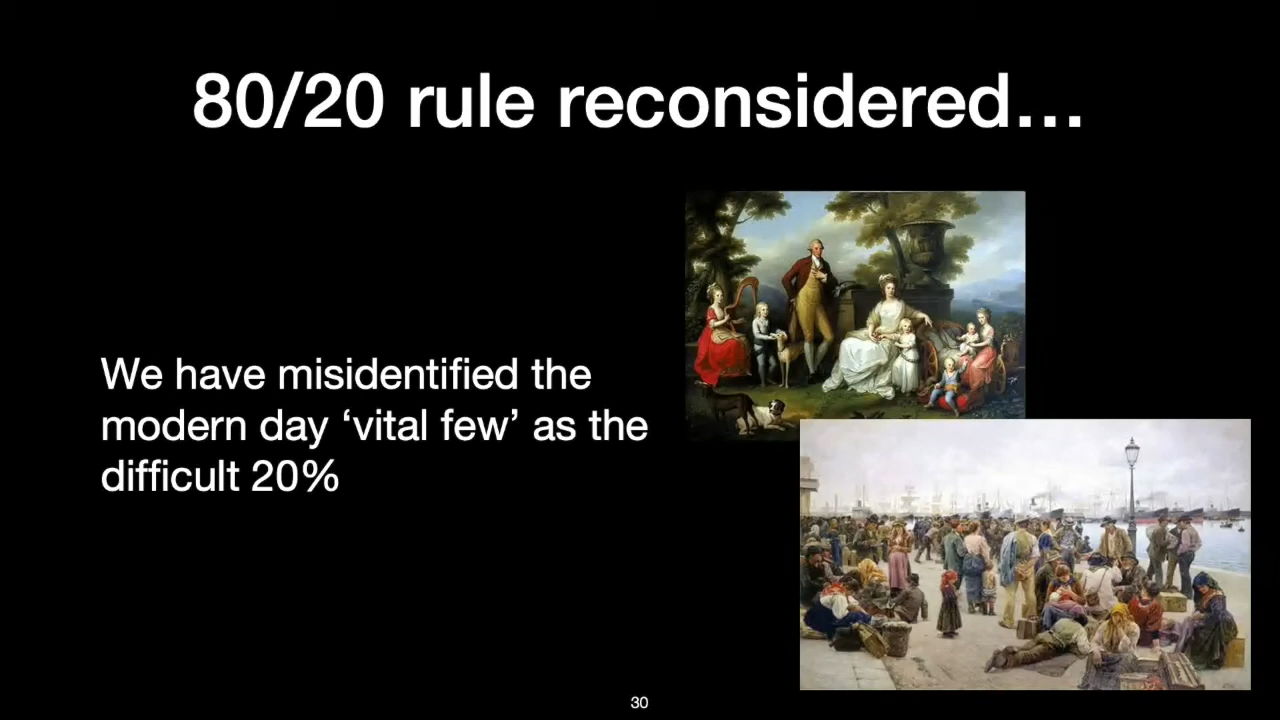 80/20 rule reconsidered…
We have misidentified the
modern day ‘vital few’ as the
difficult 20%
30